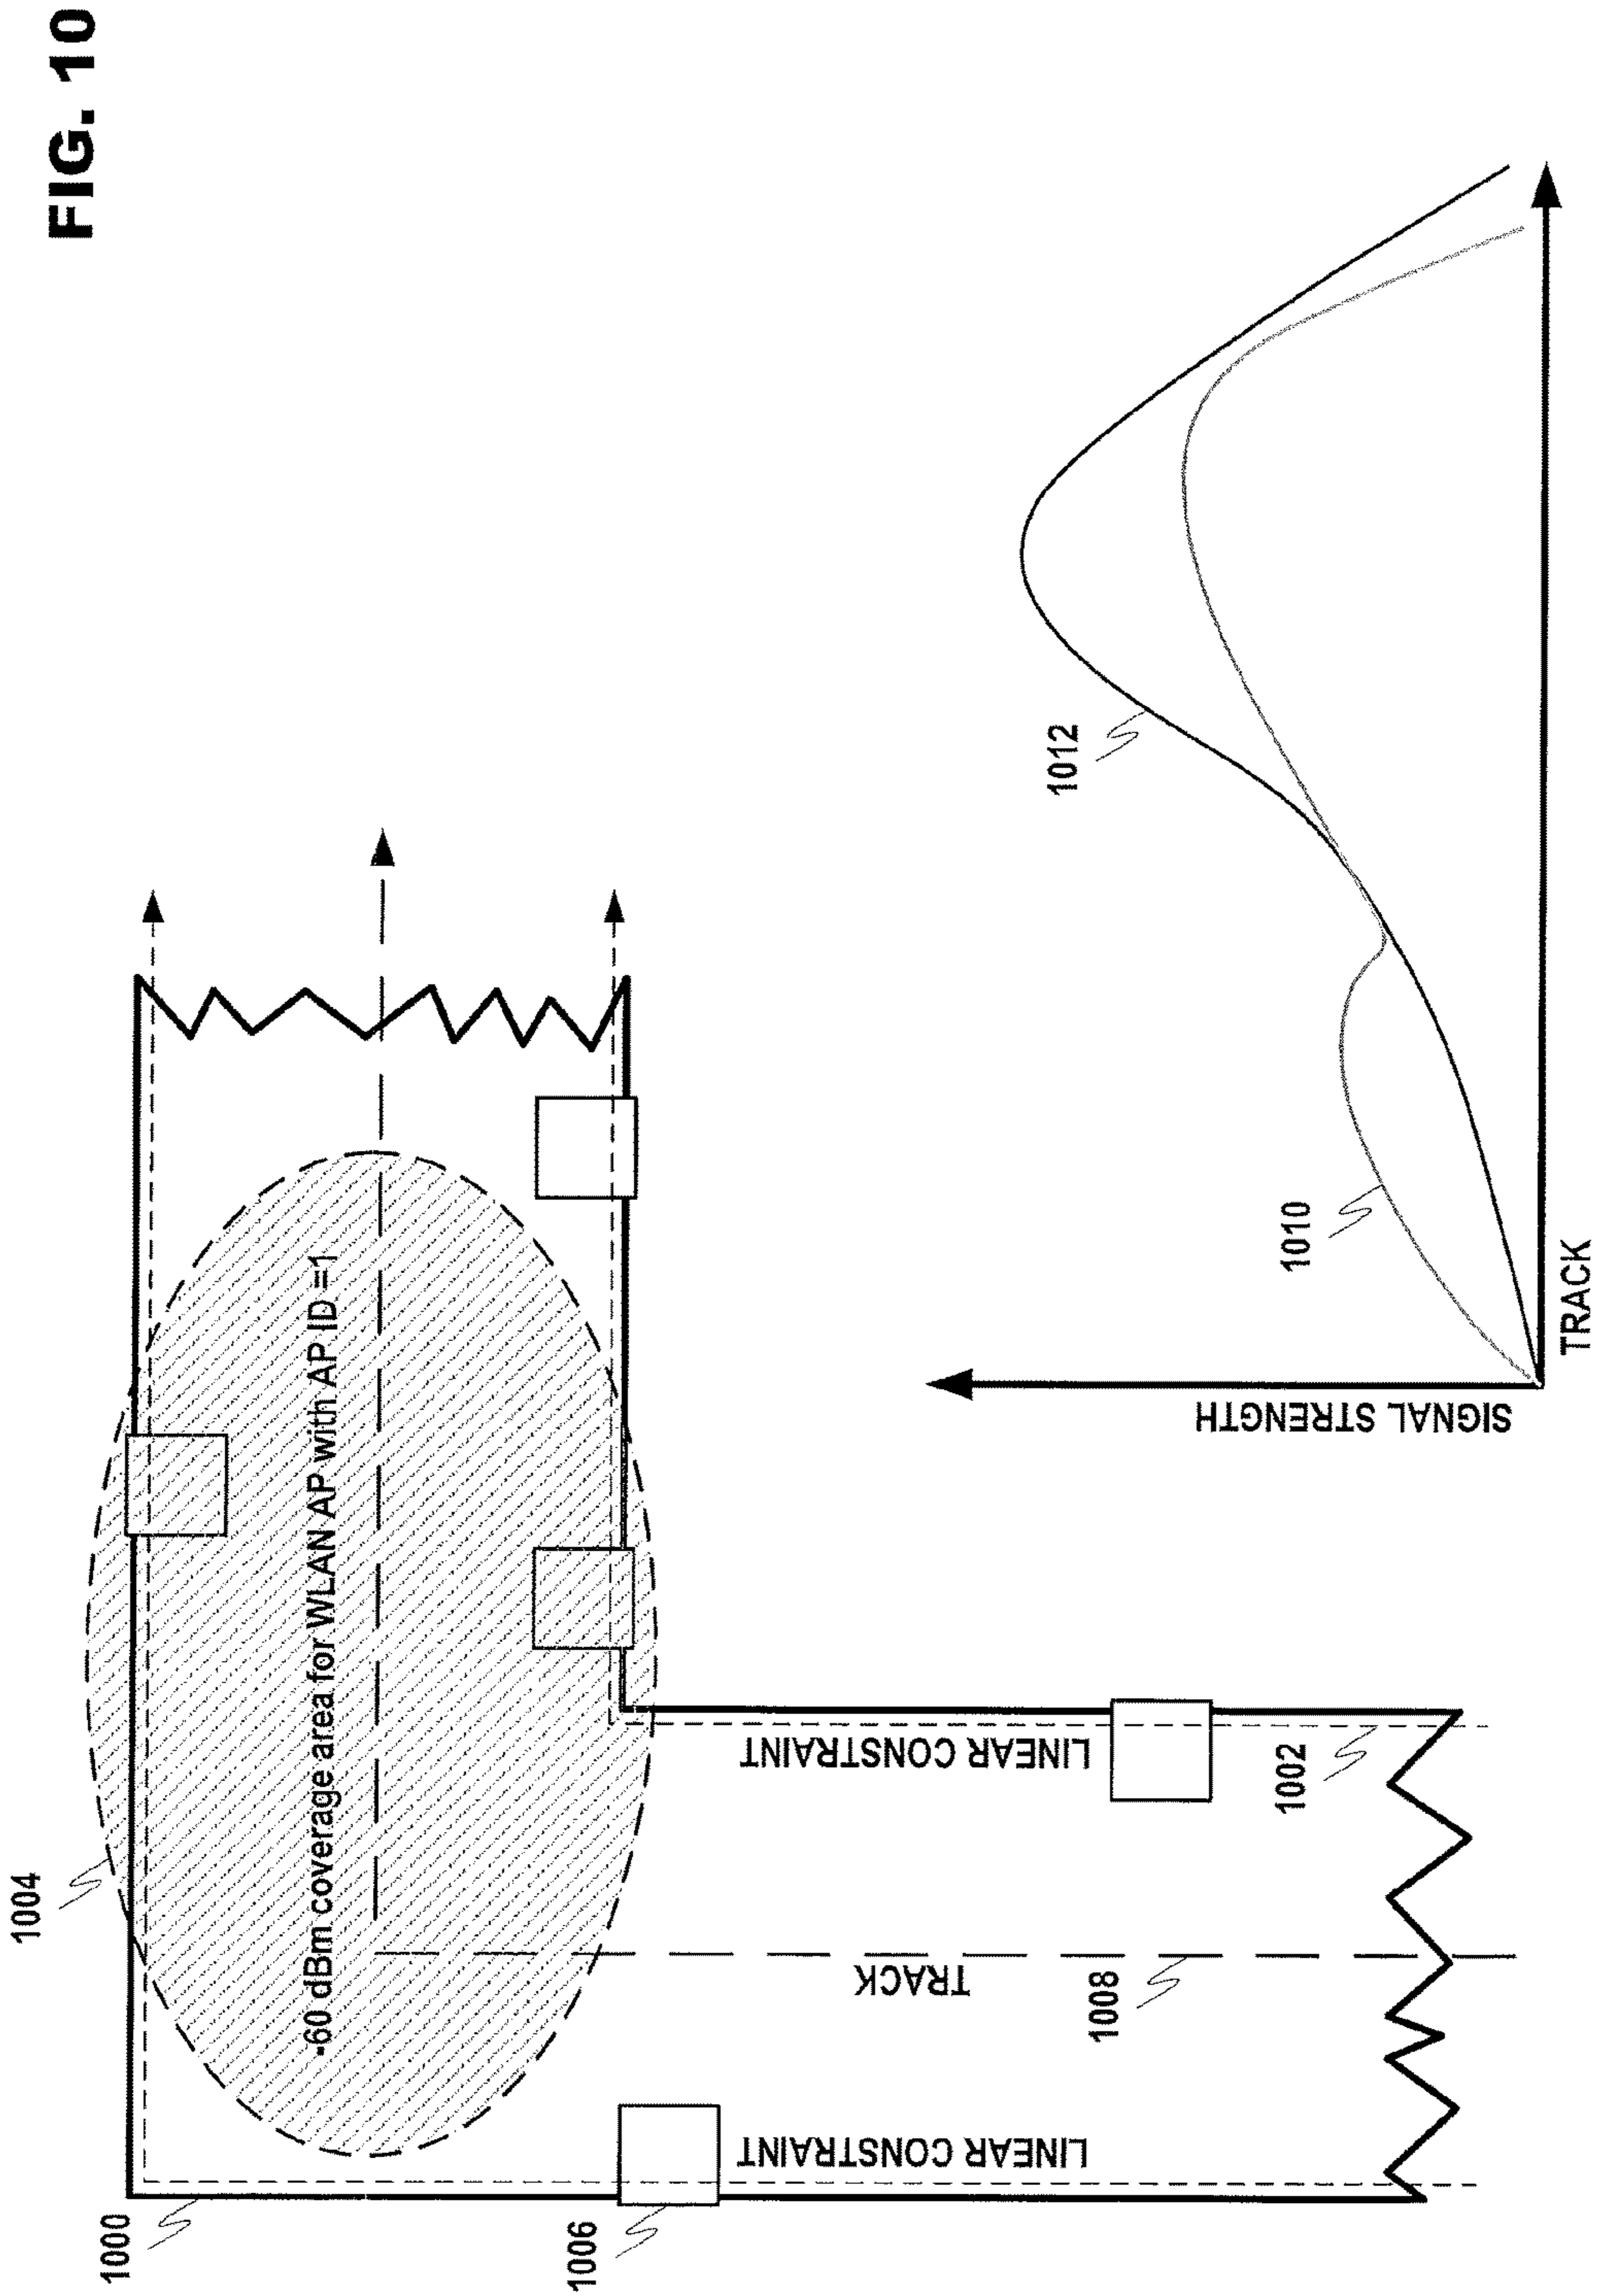 FIG. 10
1004
-60 dBm coverage area for WLAN AP with AP ID =1
1000
1006
LINEAR CONSTRAINT
TRACK
1008
LINEAR CONSTRAINT
1002
1012
1010
SIGNAL STRENGTH
TRACK